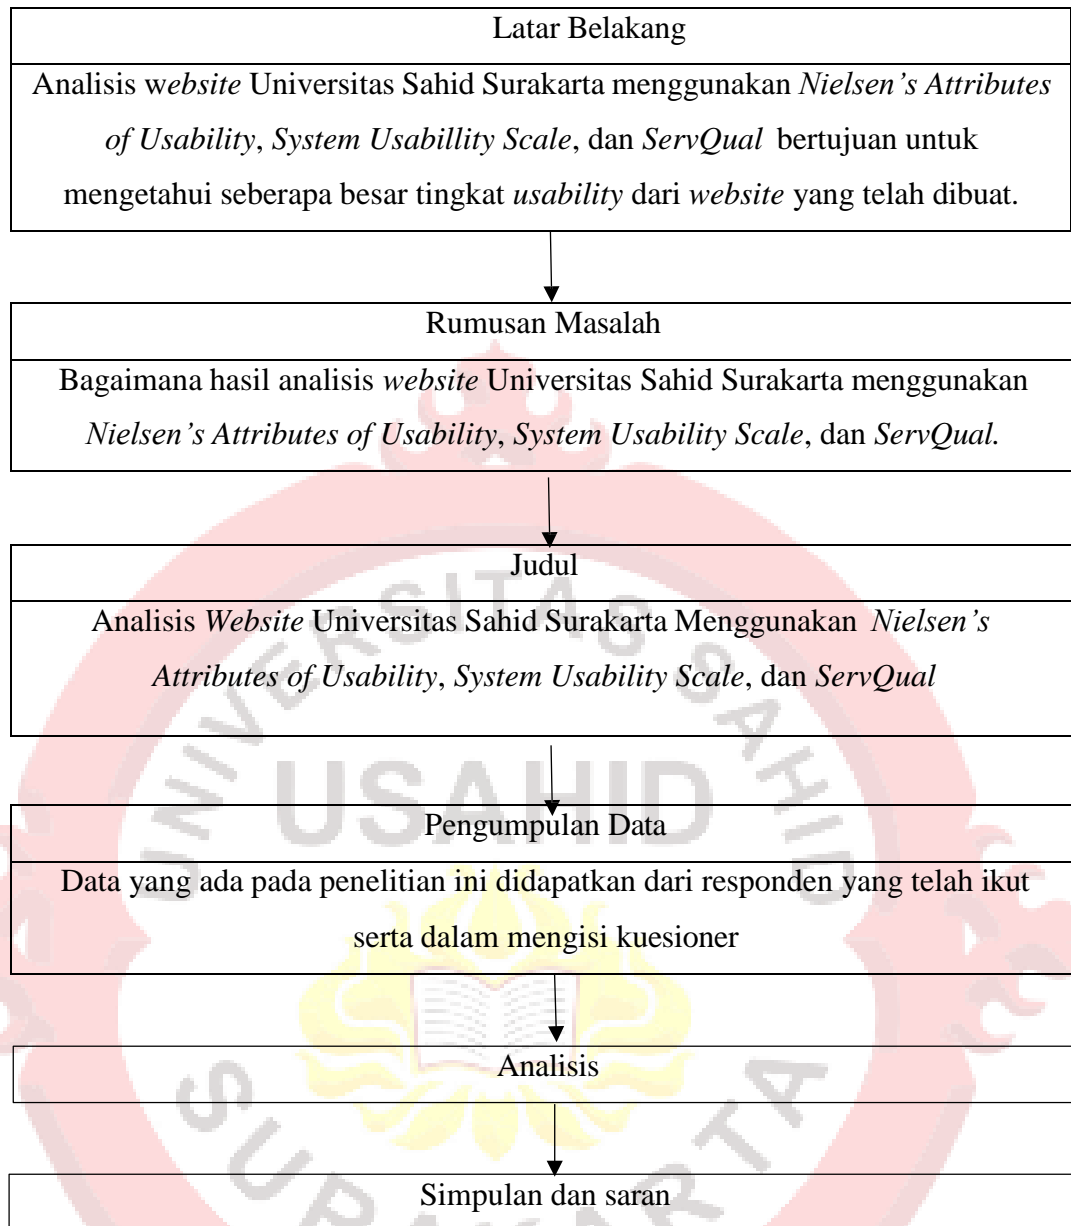 Latar Belakang
Analisis website Universitas Sahid Surakarta menggunakan Nielsen’s Attributes
of Usability, System Usabillity Scale, dan ServQual bertujuan untuk
mengetahui seberapa besar tingkat usability dari website yang telah dibuat.
Rumusan Masalah
Bagaimana hasil analisis website Universitas Sahid Surakarta menggunakan
Nielsen’s Attributes of Usability, System Usability Scale, dan ServQual.
Judul
Analisis Website Universitas Sahid Surakarta Menggunakan Nielsen’s
Attributes of Usability, System Usability Scale, dan ServQual
Pengumpulan Data
Data yang ada pada penelitian ini didapatkan dari responden yang telah ikut
serta dalam mengisi kuesioner
Analisis
Simpulan dan saran
UNIVERSITAS SAHID
USAHID
SURAKARTA